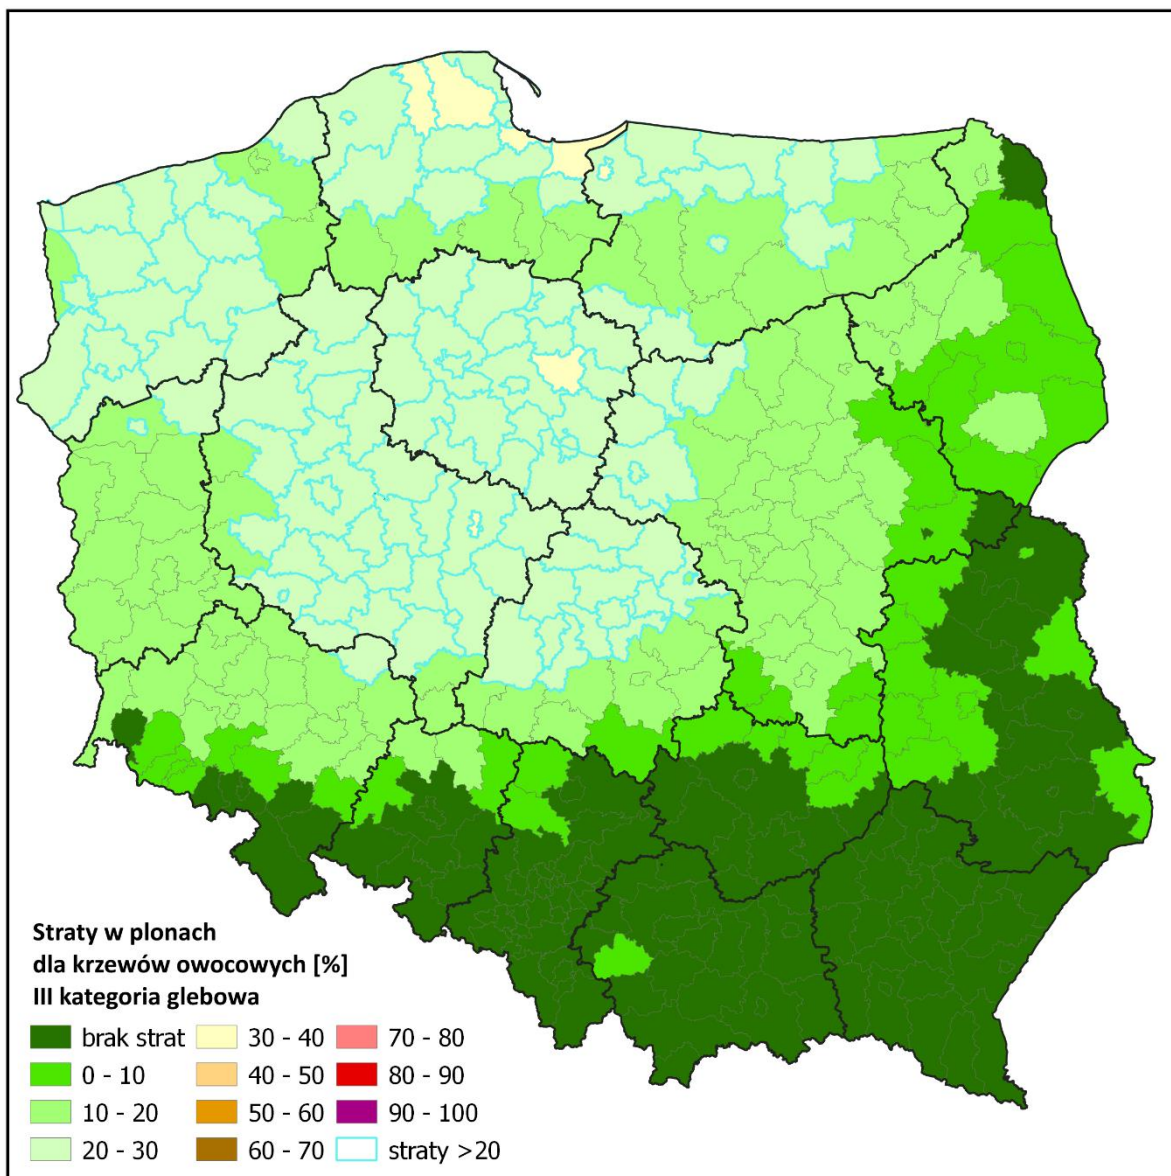 Straty w plonach
dla krzewów owocowych [%]
III kategoria glebowa
brak strat
0 - 10
10 - 20
20 - 30
30 - 40
40 - 50
50 - 60
60 - 70
70 - 80
80 - 90
90 - 100
straty >20